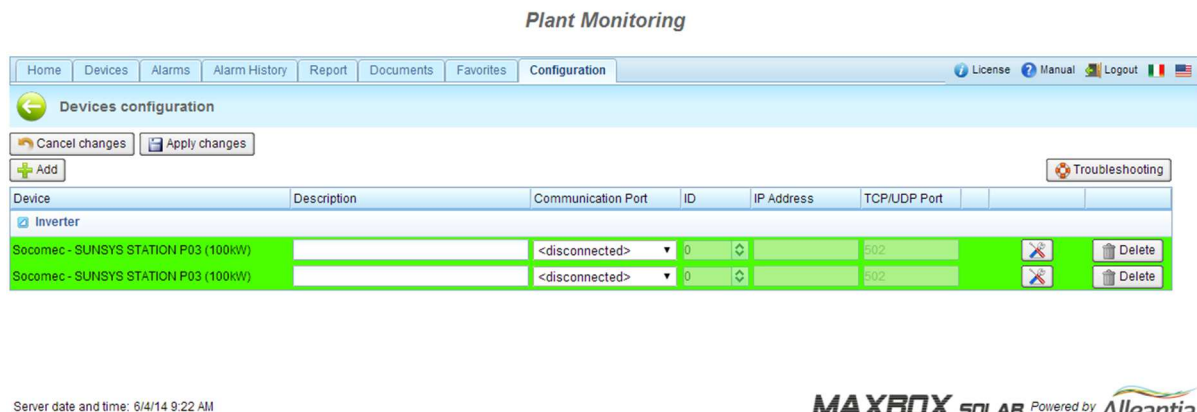 Plant Monitoring
Home Devices Alarms Alarm History Report Documents Favorites Configuration License Manual Logout
Devices configuration
Cancel changes Apply changes
Add Troubleshooting
Device Description Communication Port ID IP Address TCP/UDP Port
Inverter
Socomec - SUNSYS STATION P03 (100kW) <disconnected> 0 502 Delete
Socomec - SUNSYS STATION P03 (100kW) <disconnected> 0 502 Delete
Server date and time: 6/4/14 9:22 AM MAXBOX SOLAR Powered by Alleantia